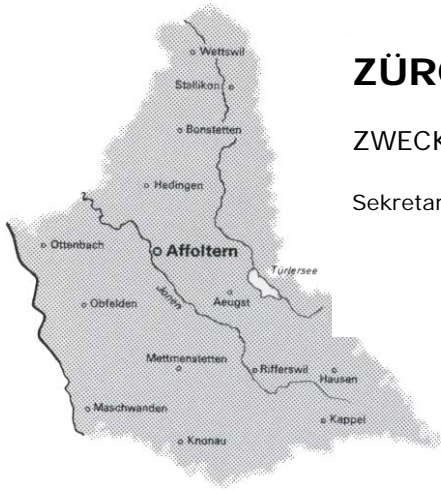 Wettswil
Stallikon
Bonstetten
Hedingen
Ottenbach
Affoltern
Türlersee
Obfelden
Jonen
Aeugst
Mettmenstetten
Rifferswil
Hausen
Maschwanden
Kappel
Knonau
ZÜR
ZWECK
Sekretar